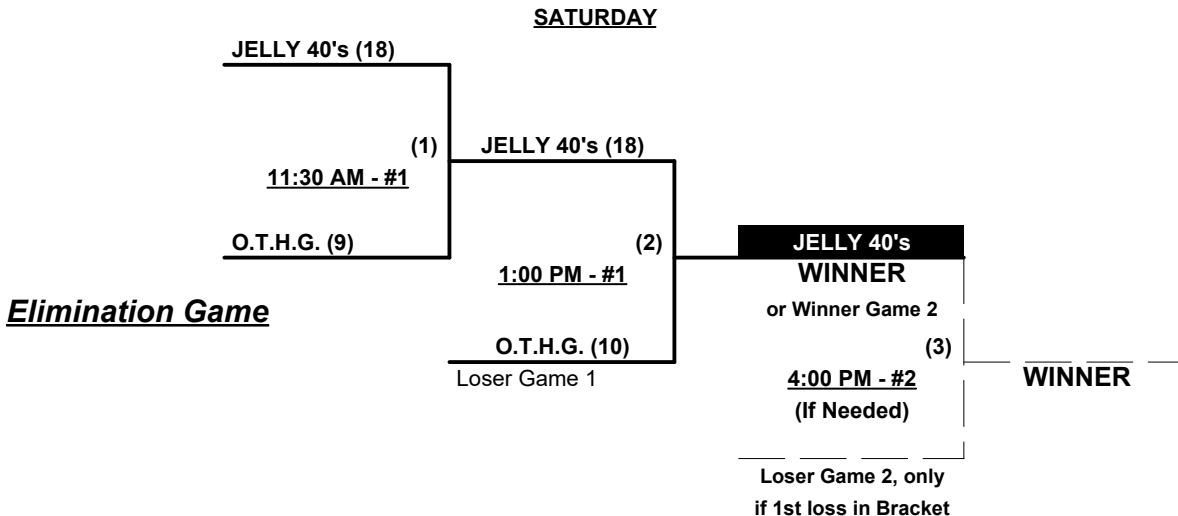 SATURDAY
JELLY 40's (18)
(1)
JELLY 40's (18)
11:30 AM - #1
O.T.H.G. (9)
(2)
JELLY 40's
1:00 PM - #1
WINNER
Elimination Game
or Winner Game 2
O.T.H.G. (10)
(3)
Loser Game 1
4:00 PM - #2
WINNER
(If Needed)
Loser Game 2, only
if 1st loss in Bracket